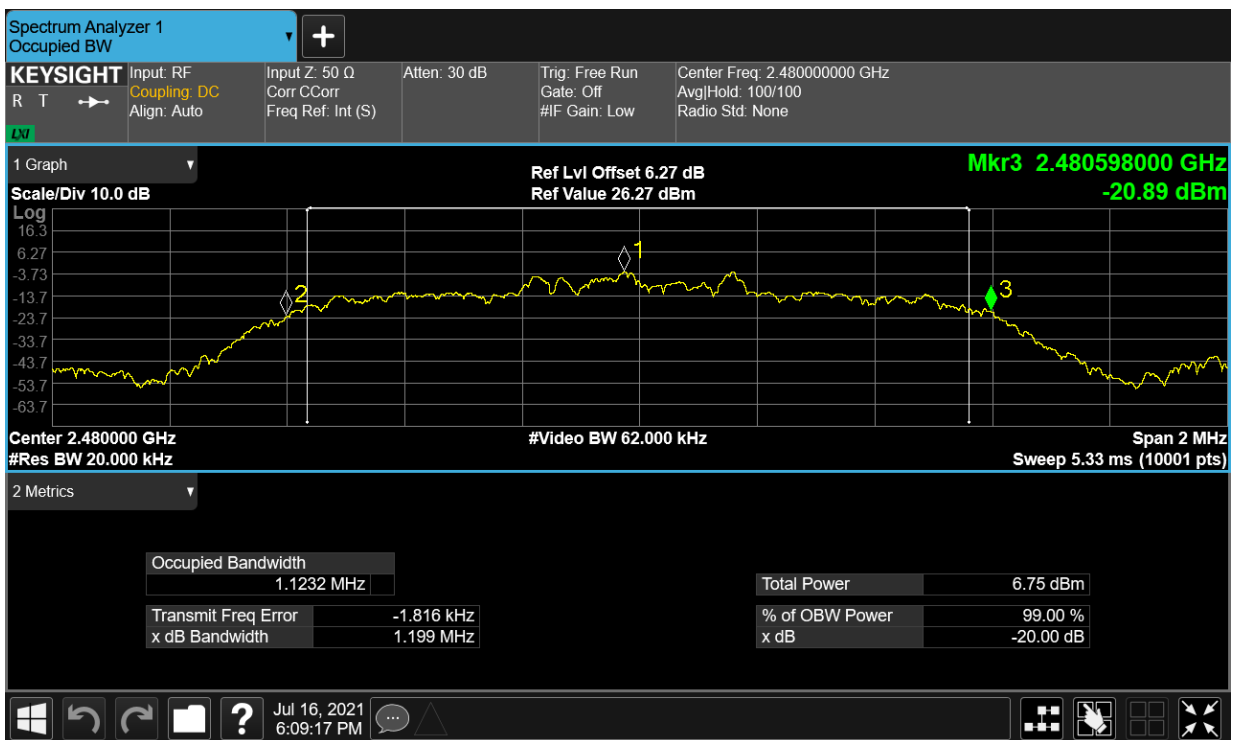 Spectrum Analyzer 1
Occupied BW
+
KEYSIGHT
R T
LXI
Input: RF
Coupling: DC
Align: Auto
Input Z: 50 Ω
Corr CCorr
Freq Ref: Int (S)
Atten: 30 dB
Trig: Free Run
Gate: Off
#IF Gain: Low
Center Freq: 2.480000000 GHz
Avg|Hold: 100/100
Radio Std: None
1 Graph
Scale/Div 10.0 dB
Ref Lvl Offset 6.27 dB
Ref Value 26.27 dBm
Mkr3 2.480598000 GHz
-20.89 dBm
Log
16.3
6.27
-3.73
-13.7
-23.7
-33.7
-43.7
-53.7
-63.7
1
2
3
Center 2.480000 GHz
#Res BW 20.000 kHz
#Video BW 62.000 kHz
Span 2 MHz
Sweep 5.33 ms (10001 pts)
2 Metrics
Occupied Bandwidth
1.1232 MHz
Transmit Freq Error -1.816 kHz
x dB Bandwidth 1.199 MHz
Total Power 6.75 dBm
% of OBW Power 99.00 %
x dB -20.00 dB
?
Jul 16, 2021
6:09:17 PM